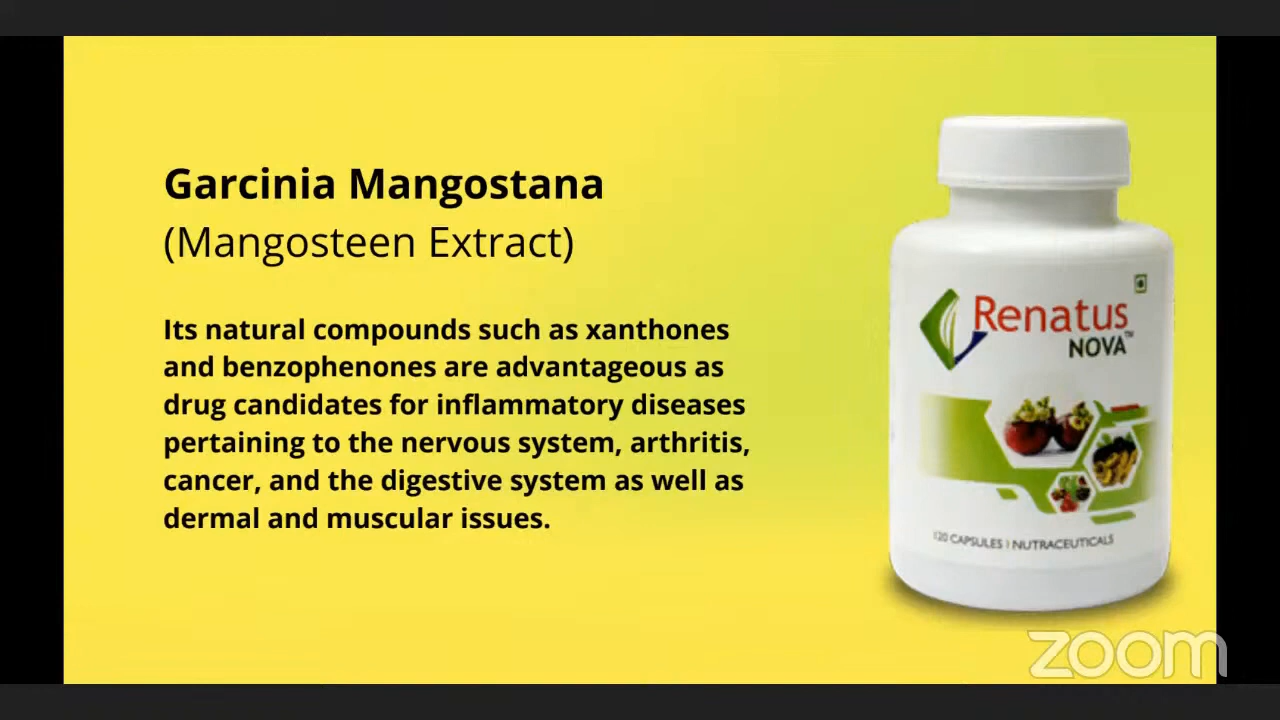 Garcinia Mangostana
(Mangosteen Extract)
Its natural compounds such as xanthones
and benzophenones are advantageous as
drug candidates for inflammatory diseases
pertaining to the nervous system, arthritis,
cancer, and the digestive system as well as
dermal and muscular issues.
Renatus
NOVA™
120 CAPSULES | NUTRACEUTICALS
zoom